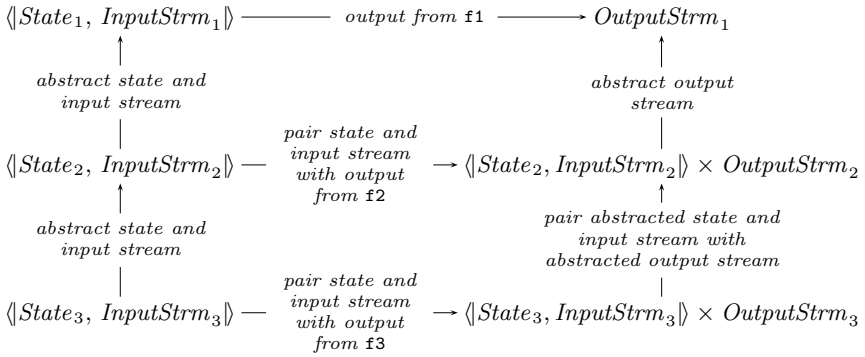 ⟨|State₁, InputStrm₁|⟩ output from f1 OutputStrm₁
abstract state and
input stream
abstract output
stream
pair state and
input stream
with output
from f2
⟨|State₂, InputStrm₂|⟩ ⟨|State₂, InputStrm₂|⟩ × OutputStrm₂
abstract state and
input stream
pair abstracted state and
input stream with
abstracted output stream
pair state and
input stream
with output
from f3
⟨|State₃, InputStrm₃|⟩ ⟨|State₃, InputStrm₃|⟩ × OutputStrm₃